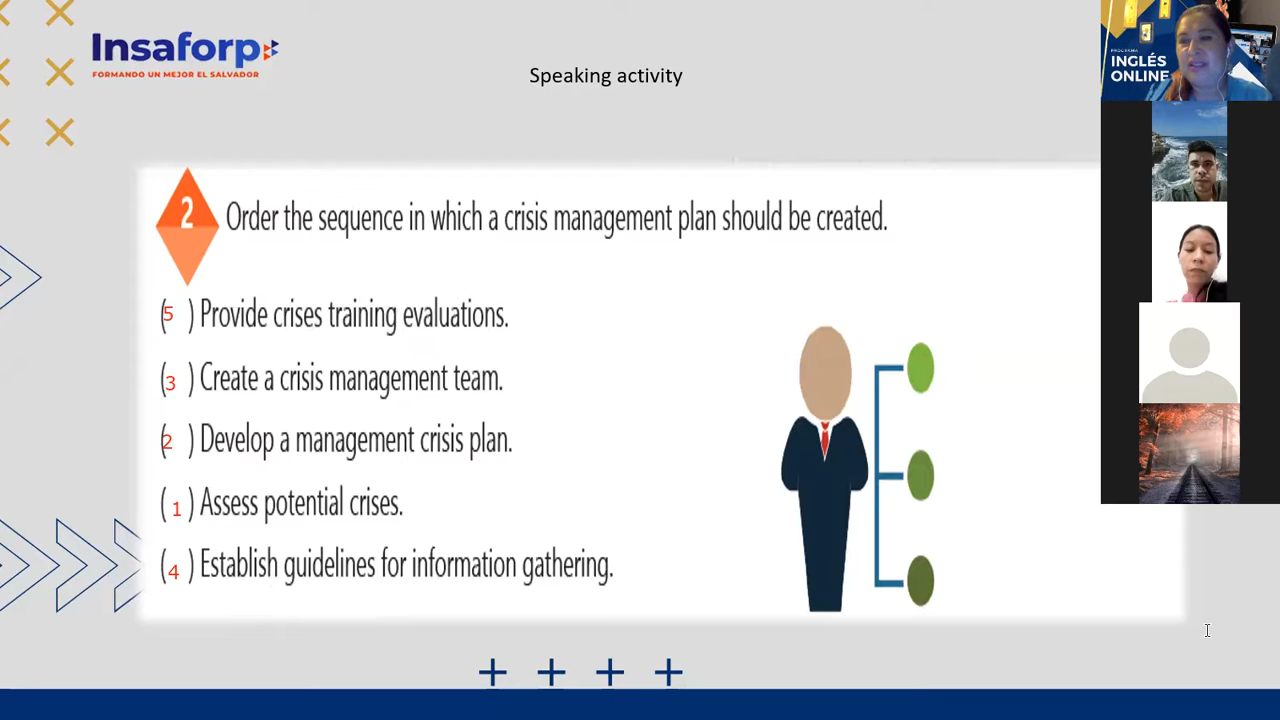 Insaforp
FORMANDO UN MEJOR EL SALVADOR
Speaking activity
PROGRAMA
INGLÉS
ONLINE
2 Order the sequence in which a crisis management plan should be created.
(5) Provide crises training evaluations.
(3) Create a crisis management team.
(2) Develop a management crisis plan.
(1) Assess potential crises.
(4) Establish guidelines for information gathering.